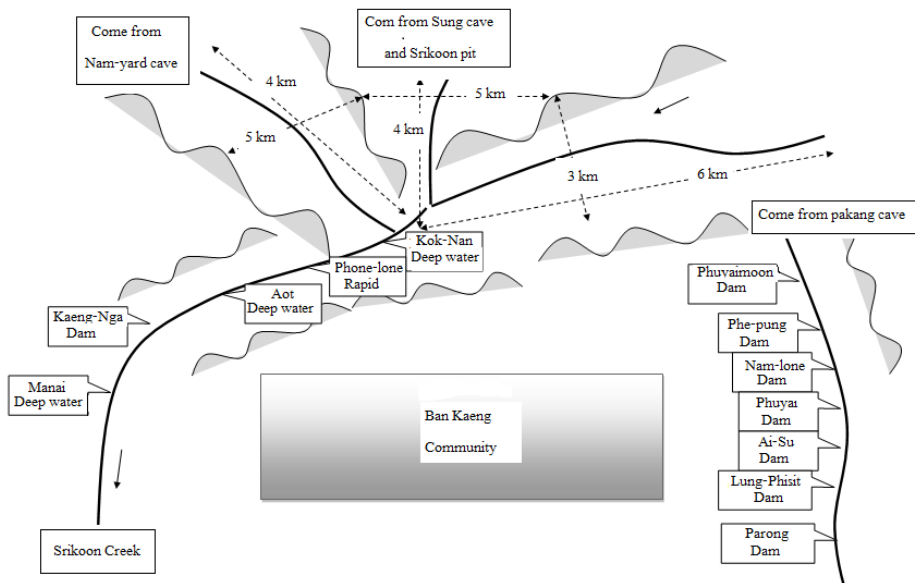 Come from
Nam-yard cave
Com from Sung cave
and Srikoon pit
4 km
5 km
5 km
4 km
3 km
6 km
Come from pakang cave
Kok-Nan
Deep water
Phone-lone
Rapid
Aot
Deep water
Kaeng-Nga
Dam
Manai
Deep water
Srikoon Creek
Ban Kaeng
Community
Phuyaimoon
Dam
Phe-pung
Dam
Nam-lone
Dam
Phuyai
Dam
Ai-Su
Dam
Lung-Phisit
Dam
Parong
Dam